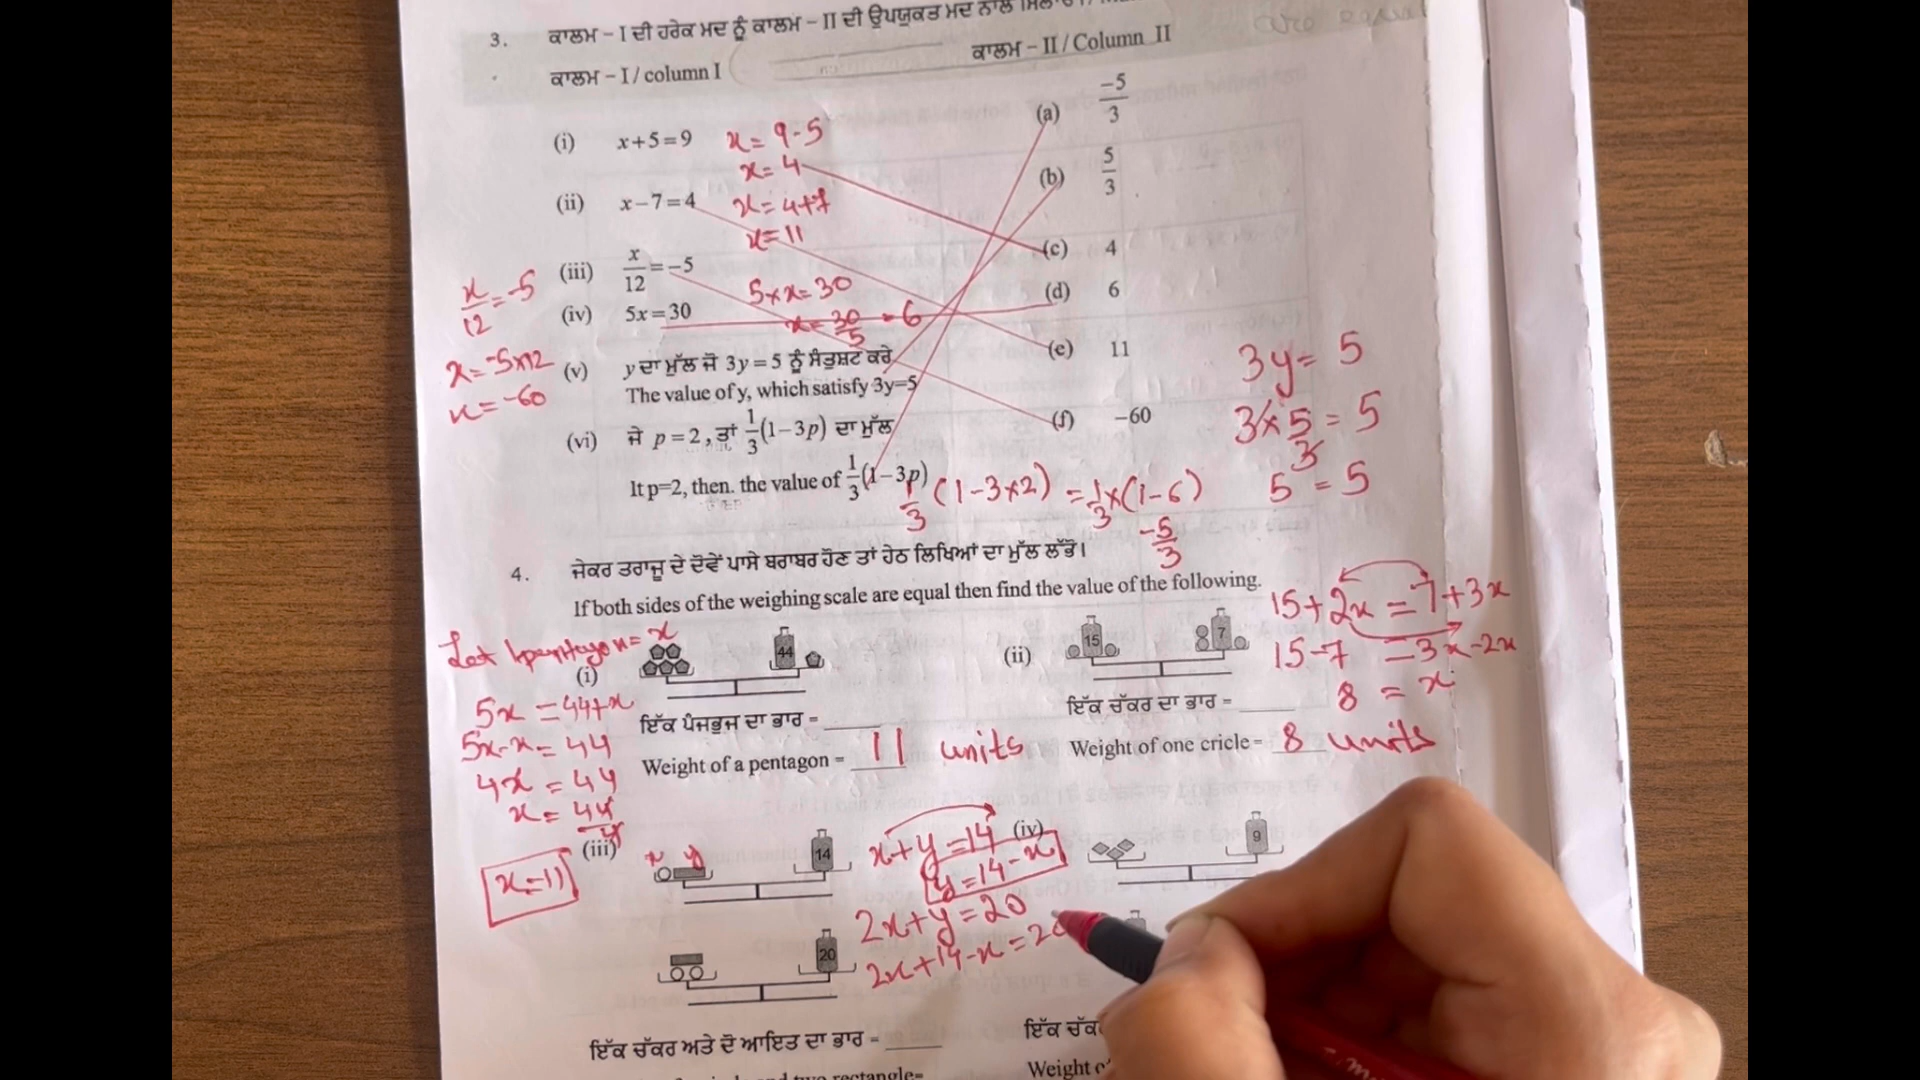 3. ਕਾਲਮ – I ਦੀ ਹਰੇਕ ਮਦ ਨੂੰ ਕਾਲਮ – II ਦੀ ਉਪਯੁਕਤ ਮਦ ਨਾਲ
ਕਾਲਮ – I / column I
ਕਾਲਮ – II / Column II
(i) x+5=9
x= 9-5
x= 4
(a) -5/3
(ii) x–7=4
x=4+7
x=11
(b) 5/3
(iii) x/12=–5
(c) 4
(iv) 5x=30
5×x=30
x=30/5=6
(d) 6
x/12=-5
x=-5×12
x=-60
(v) y ਦਾ ਮੁੱਲ ਜੋ 3y=5 ਨੂੰ ਸੰਤੁਸ਼ਟ ਕਰੇ
The value of y, which satisfy 3y=5
(e) 11
3y=5
3×5/3=5
5=5
(vi) ਜੇ p=2, ਤਾਂ 1/3(1–3p) ਦਾ ਮੁੱਲ
It p=2, then. the value of 1/3(1–3p)
(f) –60
1/3(1-3×2)=1/3×(1-6)
-5/3
4. ਜੇਕਰ ਤਰਾਜੂ ਦੇ ਦੋਵੇਂ ਪਾਸੇ ਬਰਾਬਰ ਹੋਣ ਤਾਂ ਹੇਠ ਲਿਖਿਆਂ ਦਾ ਮੁੱਲ ਲੱਭੋ।
If both sides of the weighing scale are equal then find the value of the following.
Let pentagon=x
(i)
44
5x=44+x
5x-x=44
4x=44
x=44/4
x=11
ਇੱਕ ਪੰਜਭੁਜ ਦਾ ਭਾਰ = ____
Weight of a pentagon = 11 units
(ii)
15
7
15+2x=7+3x
15-7=3x-2x
8=x
ਇੱਕ ਚੱਕਰ ਦਾ ਭਾਰ = ____
Weight of one cricle = 8 units
(iii)
x y
14
x+y=14
y=14-x
20
2x+y=20
2x+14-x=20
ਇੱਕ ਚੱਕਰ ਅਤੇ ਦੋ ਆਇਤ ਦਾ ਭਾਰ = ____
two rectangle=
(iv)
9
ਇੱਕ
Weight